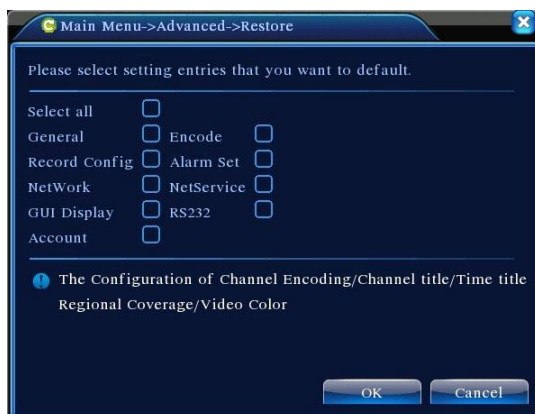 Main Menu->Advanced->Restore
Please select setting entries that you want to default.
Select all
General Encode
Record Config Alarm Set
NetWork NetService
GUI Display RS232
Account
The Configuration of Channel Encoding/Channel title/Time title
Regional Coverage/Video Color
OK Cancel